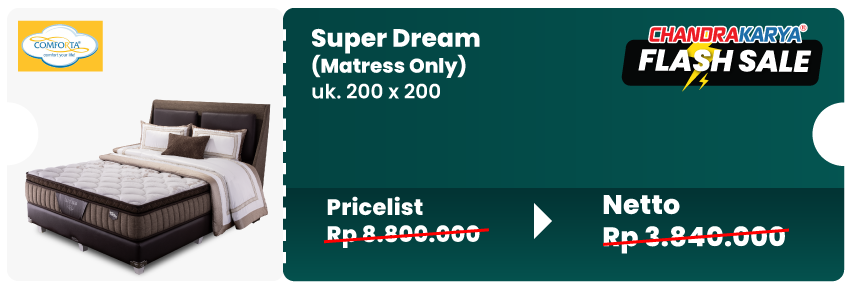 COMFORTA
comfort your life
Super Dream
(Matress Only)
uk. 200 x 200
CHANDRAKARYA®
FLASH SALE
Pricelist
Rp 8.800.000
Netto
Rp 3.840.000